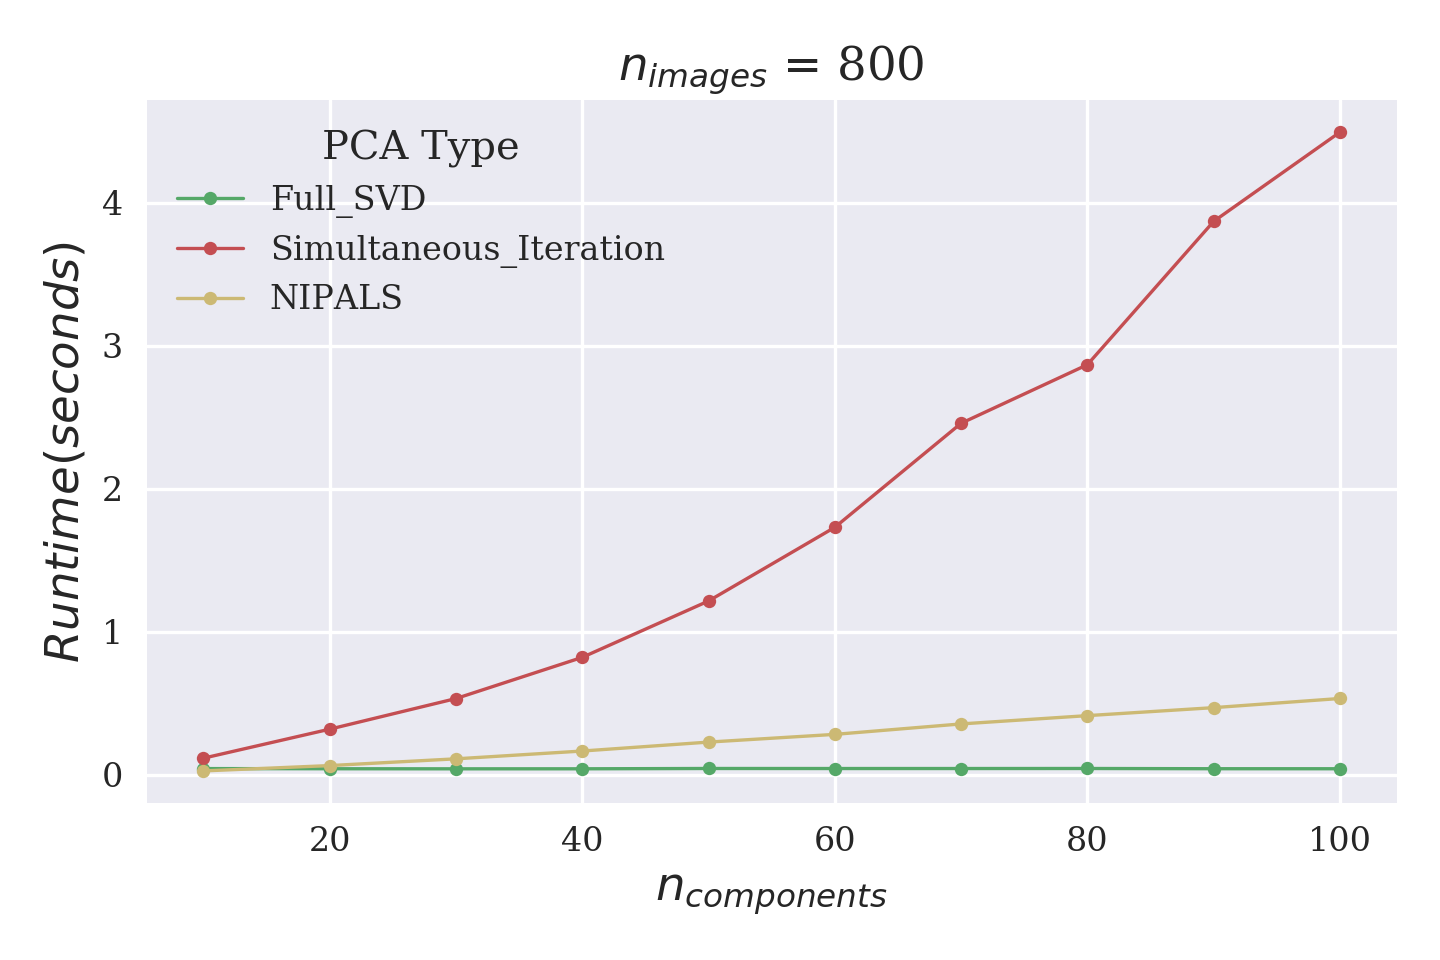 n_images = 800
PCA Type
Full_SVD
Simultaneous_Iteration
NIPALS
Runtime(seconds)
4
3
2
1
0
20 40 60 80 100
n_components